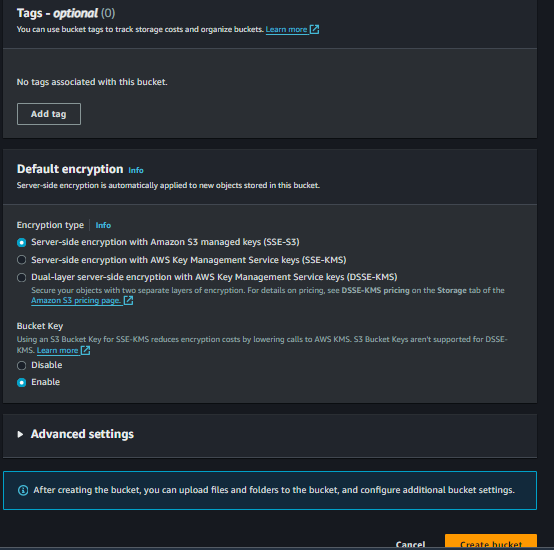 Tags - optional (0)
You can use bucket tags to track storage costs and organize buckets. Learn more
No tags associated with this bucket.
Add tag
Default encryption Info
Server-side encryption is automatically applied to new objects stored in this bucket.
Encryption type Info
Server-side encryption with Amazon S3 managed keys (SSE-S3)
Server-side encryption with AWS Key Management Service keys (SSE-KMS)
Dual-layer server-side encryption with AWS Key Management Service keys (DSSE-KMS)
Secure your objects with two separate layers of encryption. For details on pricing, see DSSE-KMS pricing on the Storage tab of the
Amazon S3 pricing page.
Bucket Key
Using an S3 Bucket Key for SSE-KMS reduces encryption costs by lowering calls to AWS KMS. S3 Bucket Keys aren't supported for DSSE-
KMS. Learn more
Disable
Enable
Advanced settings
After creating the bucket, you can upload files and folders to the bucket, and configure additional bucket settings.
Cancel Create bucket